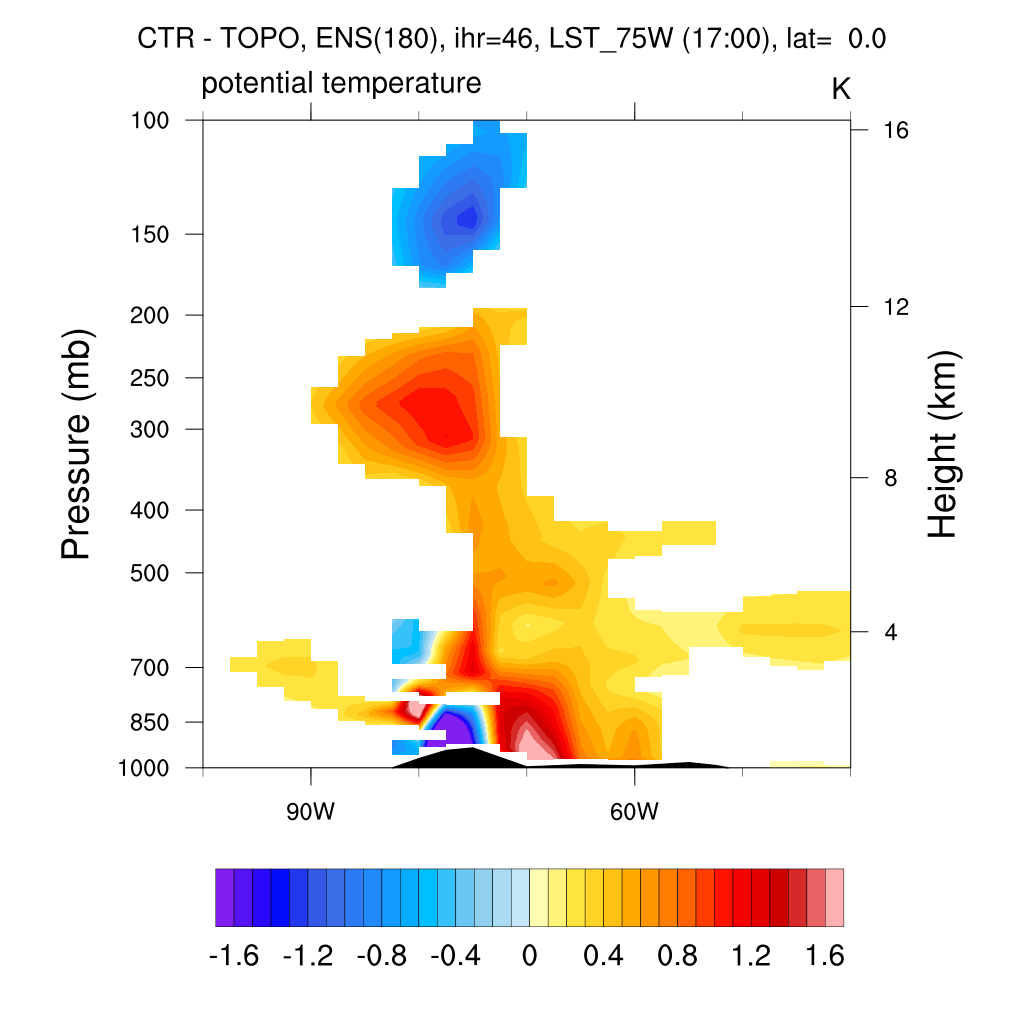 CTR - TOPO, ENS(180), ihr=46, LST_75W (17:00), lat=  0.0
potential temperature K
100
150
200
250
300
400
500
700
850
1000
Pressure (mb)
16
12
8
4
Height (km)
90W 60W
-1.6 -1.2 -0.8 -0.4 0 0.4 0.8 1.2 1.6